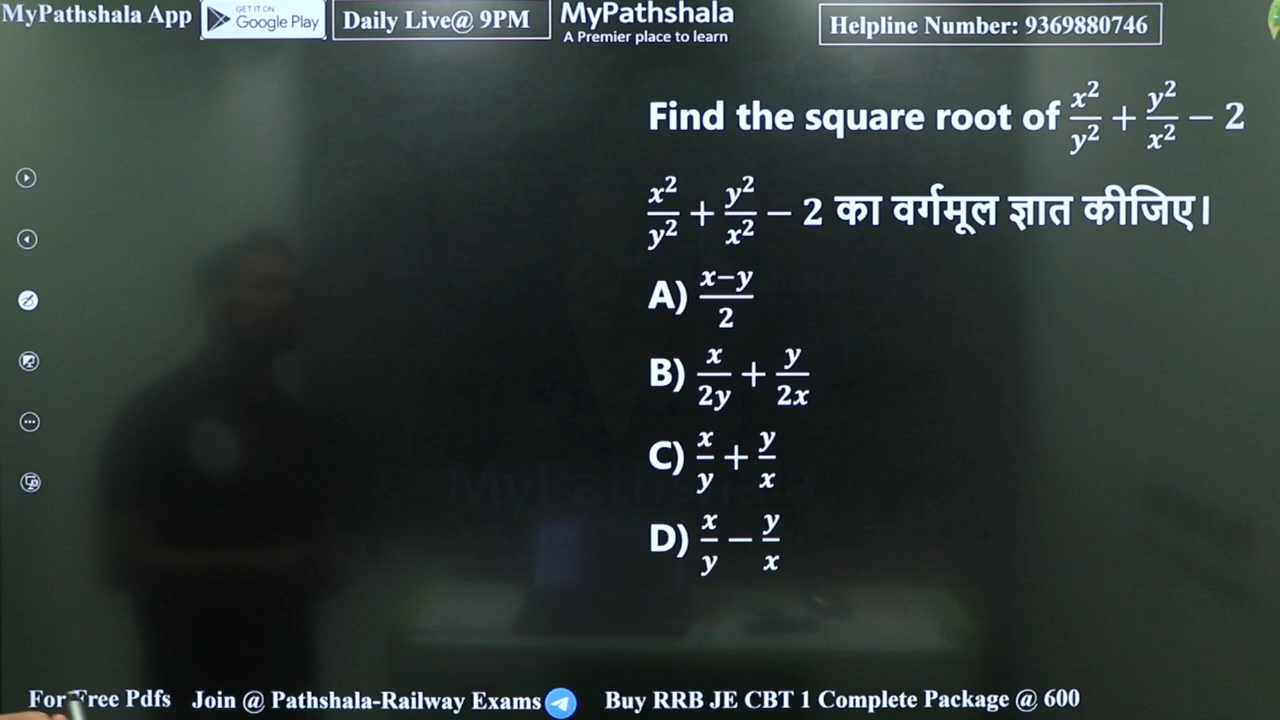 MyPathshala App
GET IT ON
Google Play
Daily Live@ 9PM
MyPathshala
A Premier place to learn
Helpline Number: 9369880746
Find the square root of x²/y² + y²/x² − 2
x²/y² + y²/x² − 2 का वर्गमूल ज्ञात कीजिए।
A) x−y/2
B) x/2y + y/2x
C) x/y + y/x
D) x/y − y/x
MyPathshala
For Free Pdfs Join @ Pathshala-Railway Exams
Buy RRB JE CBT 1 Complete Package @ 600